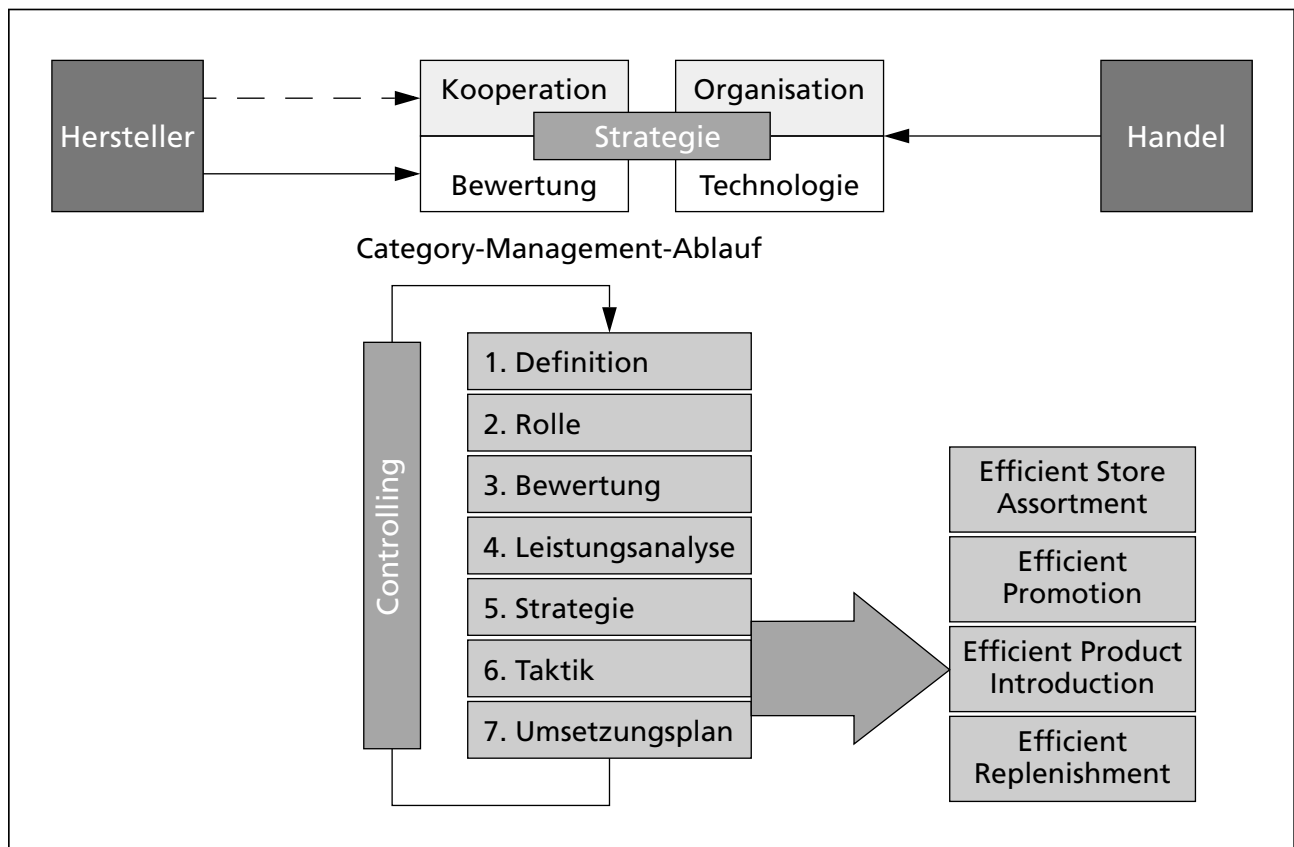 Hersteller
Kooperation
Organisation
Strategie
Bewertung
Technologie
Handel
Category-Management-Ablauf
Controlling
1. Definition
2. Rolle
3. Bewertung
4. Leistungsanalyse
5. Strategie
6. Taktik
7. Umsetzungsplan
Efficient Store
Assortment
Efficient
Promotion
Efficient Product
Introduction
Efficient
Replenishment